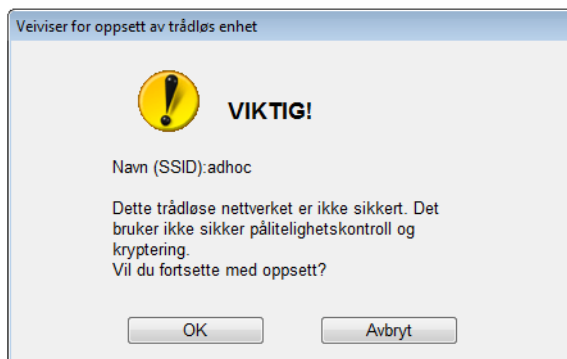 Veiviser for oppsett av trådløs enhet
VIKTIG!
Navn (SSID):adhoc
Dette trådløse nettverket er ikke sikkert. Det
bruker ikke sikker pålitelighetskontroll og
kryptering.
Vil du fortsette med oppsett?
OK
Avbryt